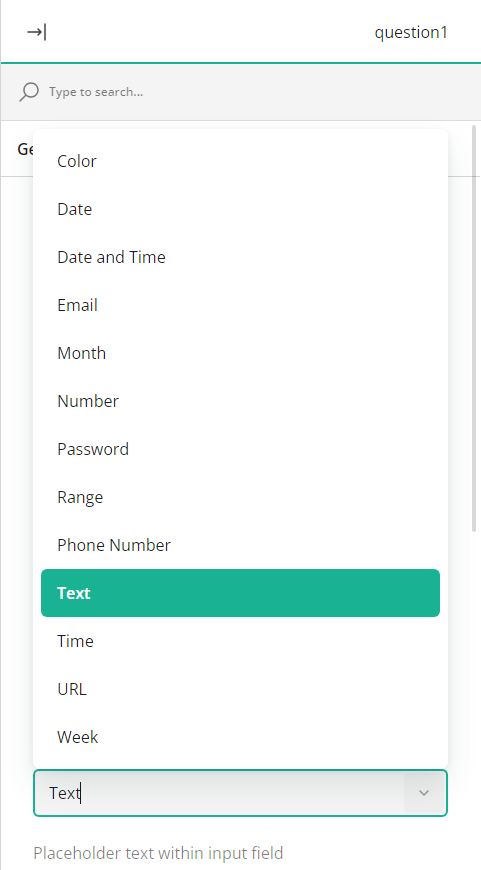 question1
Type to search...
Ge
Color
Date
Date and Time
Email
Month
Number
Password
Range
Phone Number
Text
Time
URL
Week
Text
Placeholder text within input field